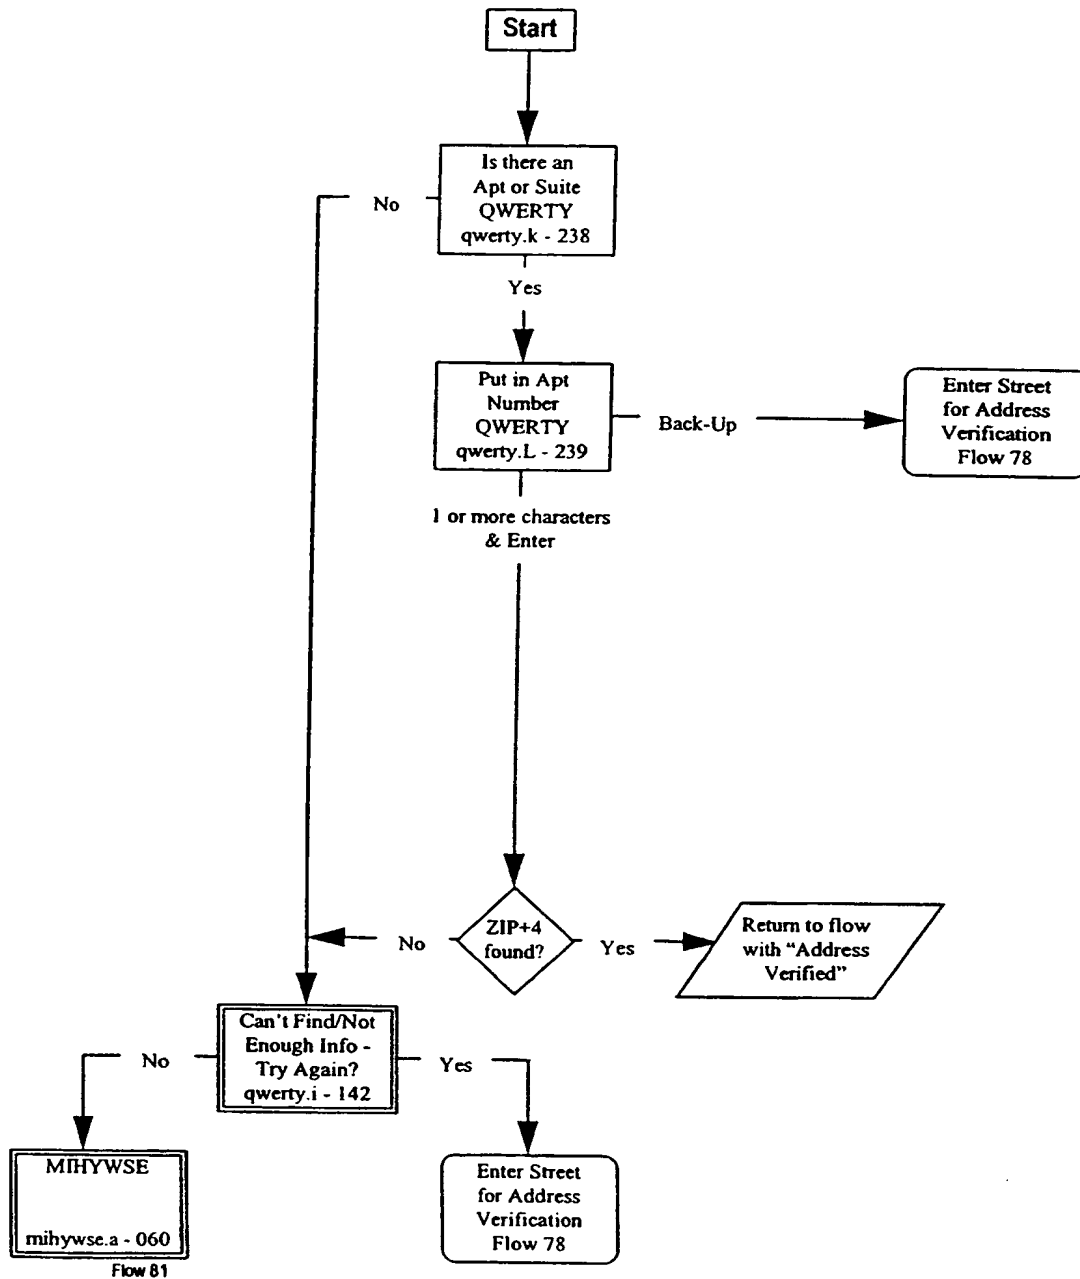 Start
Is there an
Apt or Suite
QWERTY
qwerty.k - 238
No
Yes
Put in Apt
Number
QWERTY
qwerty.L - 239
Back-Up
Enter Street
for Address
Verification
Flow 78
1 or more characters
& Enter
ZIP+4
found?
No
Yes
Return to flow
with “Address
Verified”
Can't Find/Not
Enough Info -
Try Again?
qwerty.i - 142
No
Yes
MIHYWSE
mihywse.a - 060
Flow 81
Enter Street
for Address
Verification
Flow 78